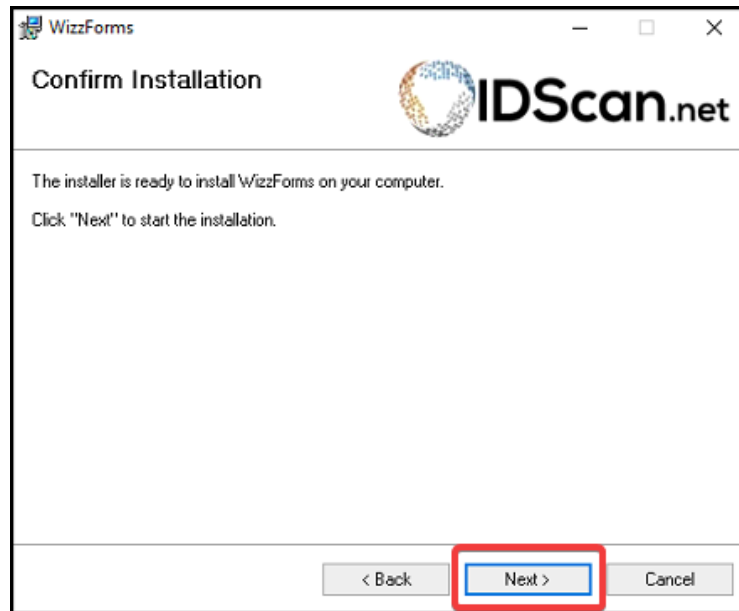 WizzForms
Confirm Installation
IDScan.net
The installer is ready to install WizzForms on your computer.
Click "Next" to start the installation.
< Back
Next >
Cancel